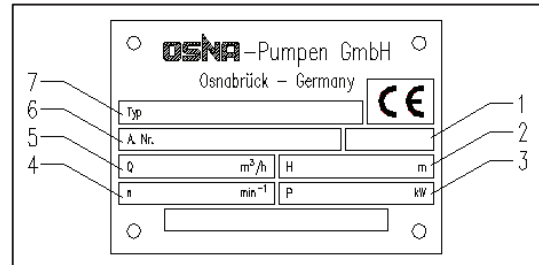 OSNA-Pumpen GmbH
Osnabrück - Germany
CE
7 Typ
6 A. Nr. 1
5 Q m³/h H m 2
4 n min⁻¹ P kW 3